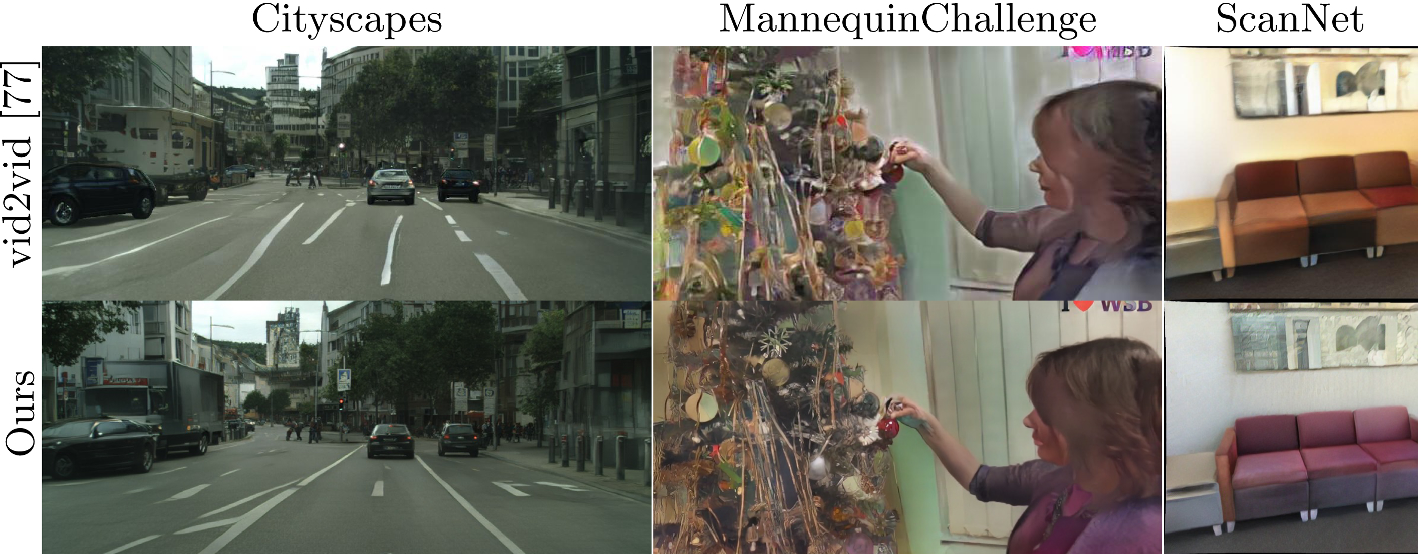 Cityscapes
MannequinChallenge
ScanNet
vid2vid [77]
Ours
I ❤ WSB